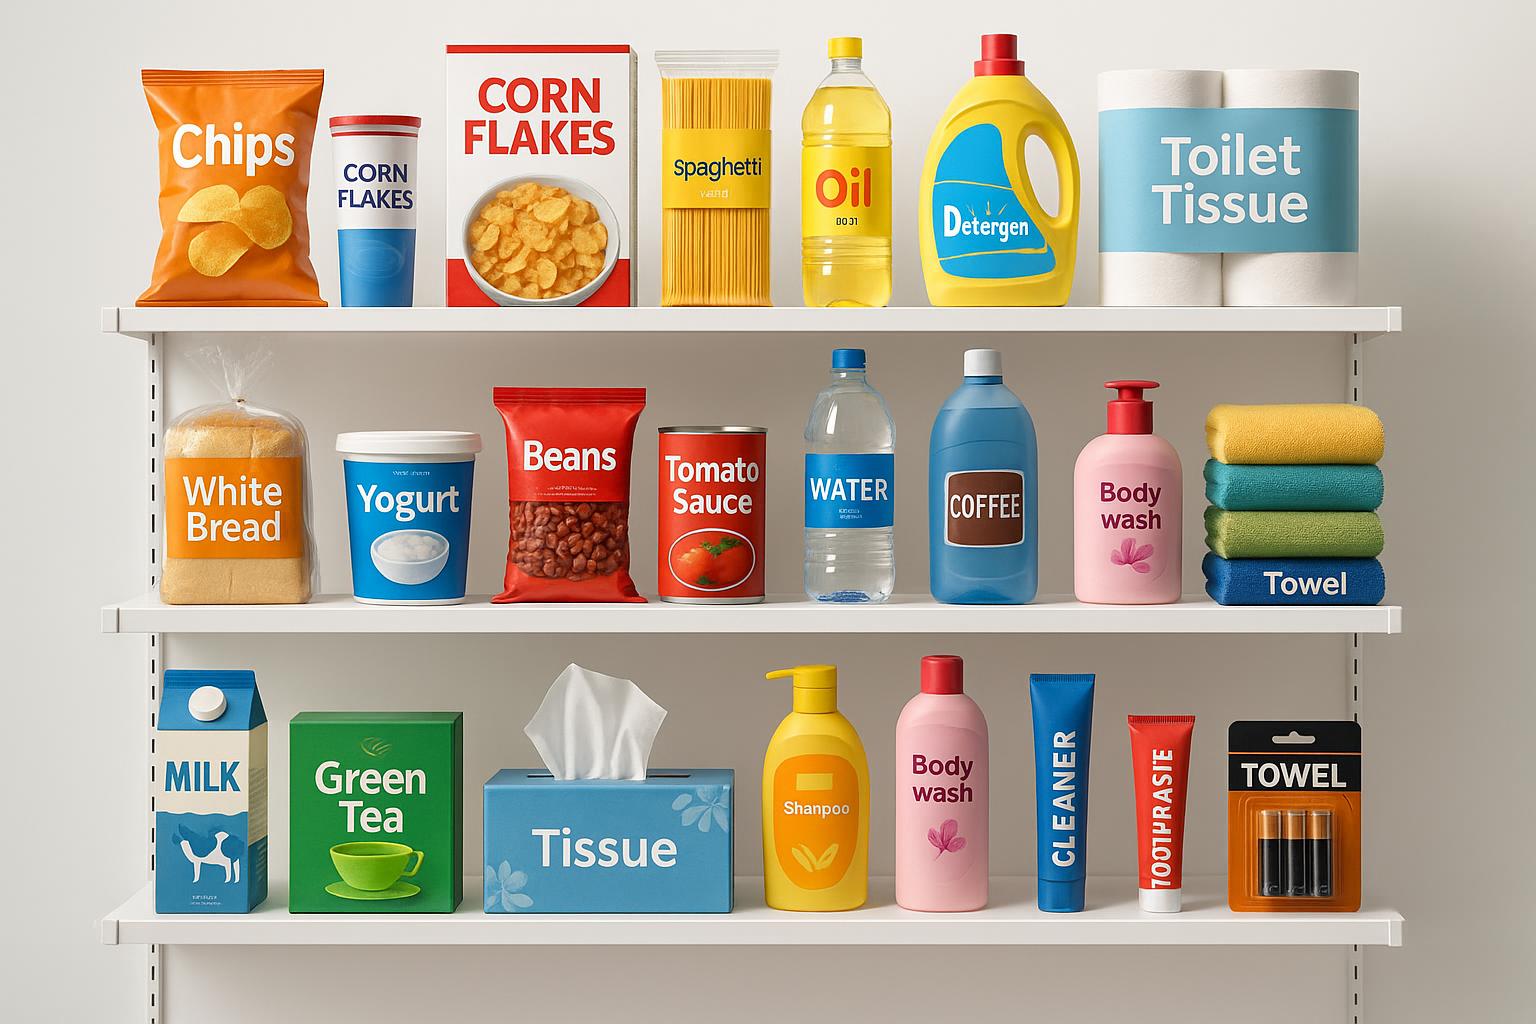 Chips
CORN
FLAKES
CORN
FLAKES
Spaghetti
Oil
Detergen
Toilet
Tissue
White
Bread
Yogurt
Beans
Tomato
Sauce
WATER
COFFEE
Body
wash
Towel
MILK
Green
Tea
Tissue
Shanpoo
Body
wash
CLEANER
TOOTPRASIE
TOWEL